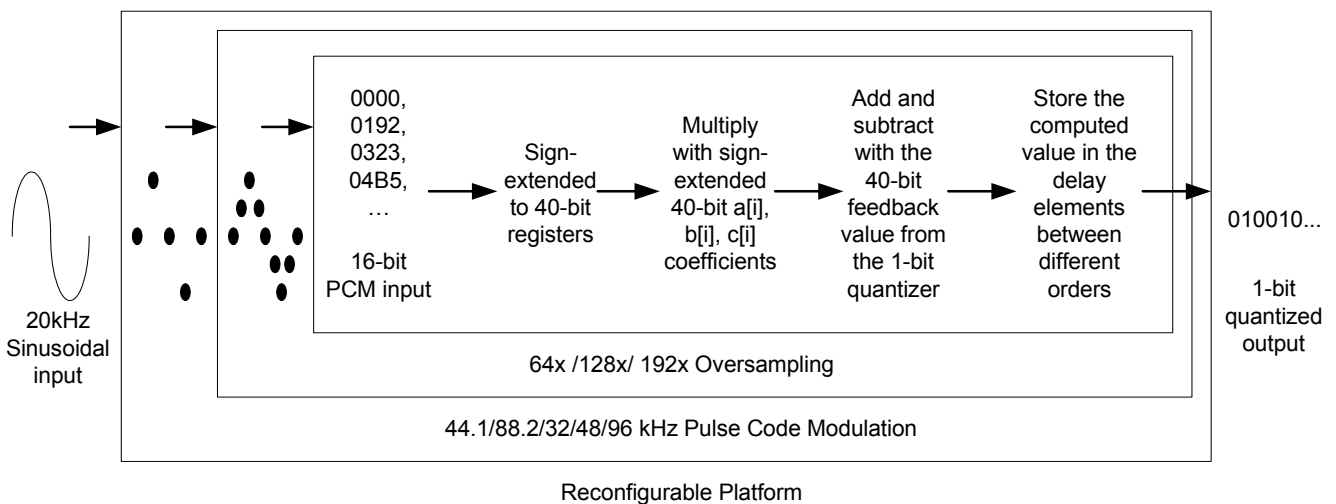 20kHz
Sinusoidal
input
0000,
0192,
0323,
04B5,
…
16-bit
PCM input
Sign-
extended
to 40-bit
registers
Multiply
with sign-
extended
40-bit a[i],
b[i], c[i]
coefficients
Add and
subtract
with the
40-bit
feedback
value from
the 1-bit
quantizer
Store the
computed
value in the
delay
elements
between
different
orders
010010...
1-bit
quantized
output
64x /128x/ 192x Oversampling
44.1/88.2/32/48/96 kHz Pulse Code Modulation
Reconfigurable Platform